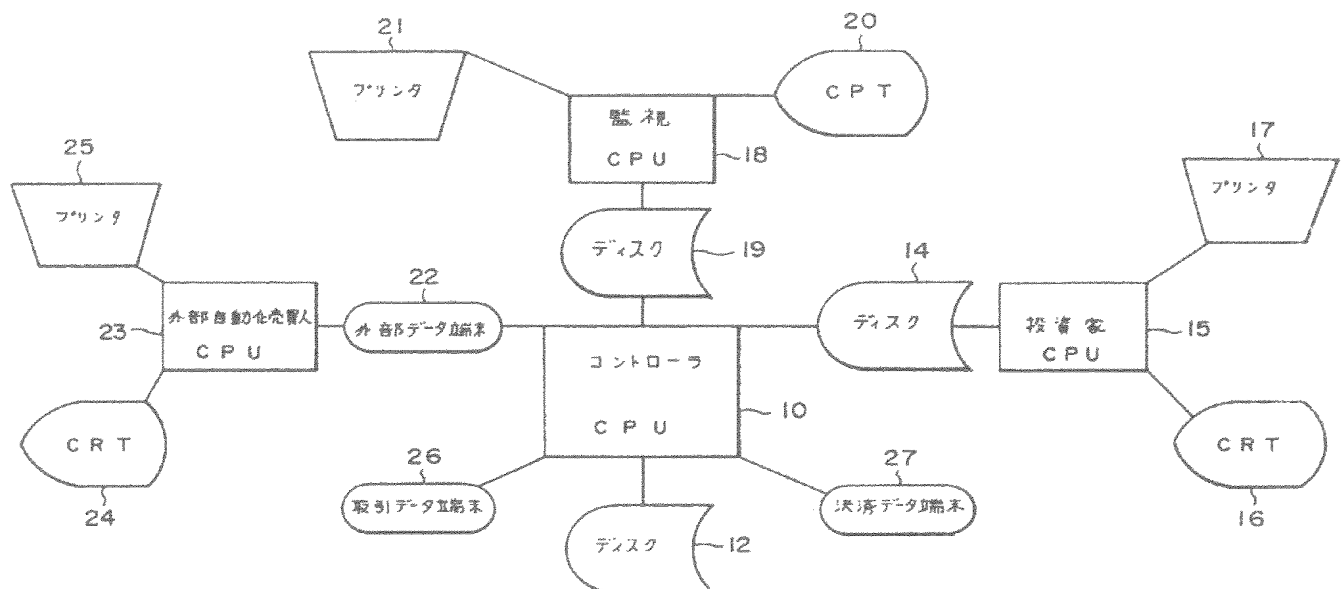 21
20
プリンタ
CPT
監視
CPU
18
25
17
プリンタ
プリンタ
ディスク
19
14
22
外部自動化売買人
CPU
23
外部データ端末
ディスク
投資家
CPU
15
コントローラ
CPU
10
CRT
24
CRT
16
26
取引データ端末
27
決済データ端末
ディスク
12